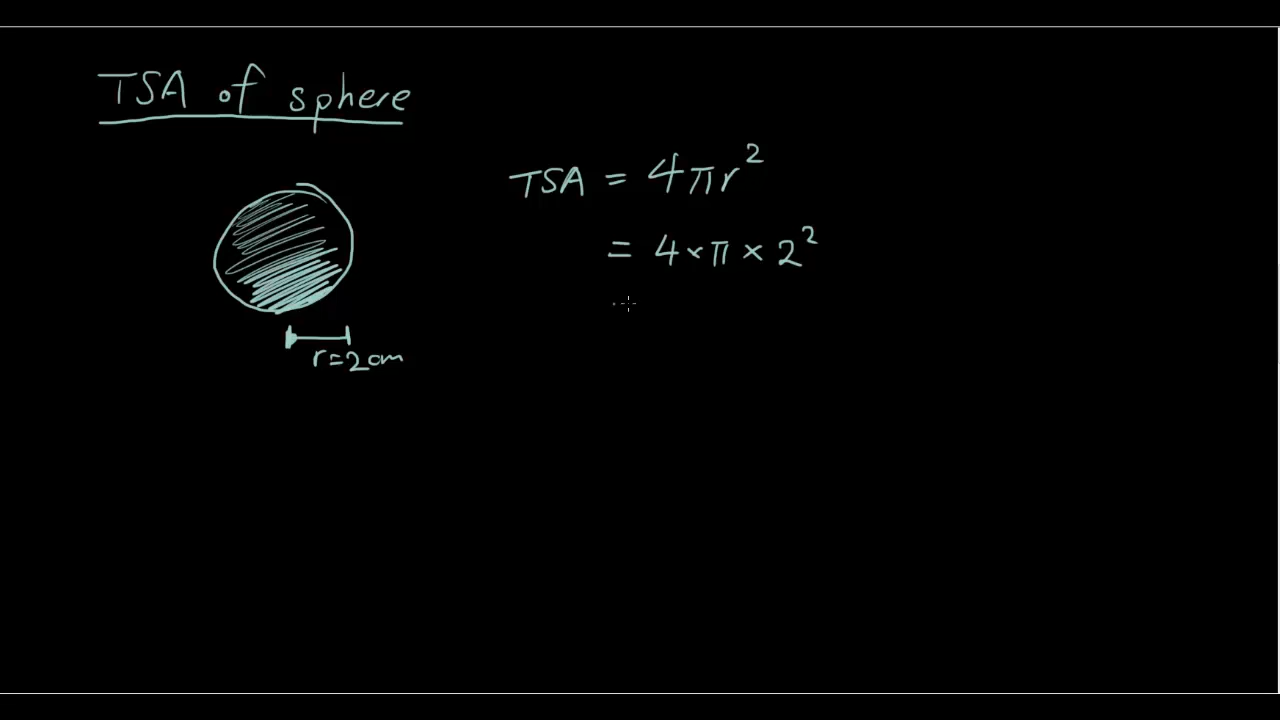 TSA of sphere
TSA = 4πr²
= 4×π×2²
r=2cm